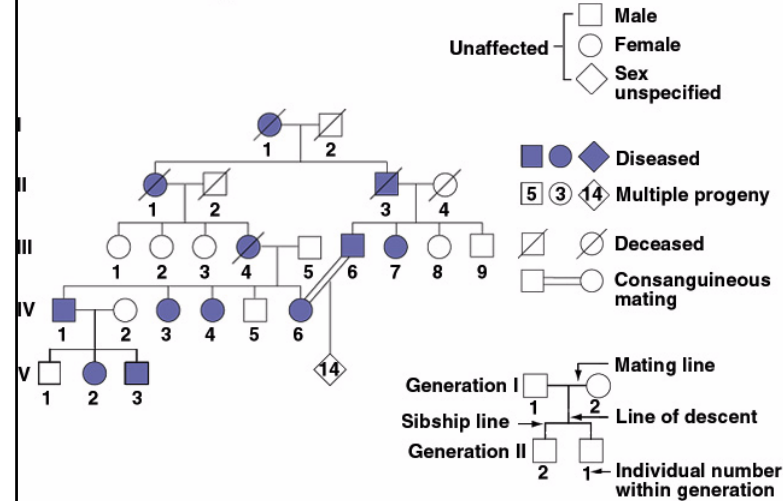 Unaffected
Male
Female
Sex
unspecified
I
1 2
II
1 2 3 4
III
1 2 3 4 5 6 7 8 9
IV
1 2 3 4 5 6
V
1 2 3
14
Diseased
5 3 14 Multiple progeny
Deceased
Consanguineous
mating
Mating line
Generation I
1 2
Sibship line
Line of descent
Generation II
2 1
Individual number
within generation